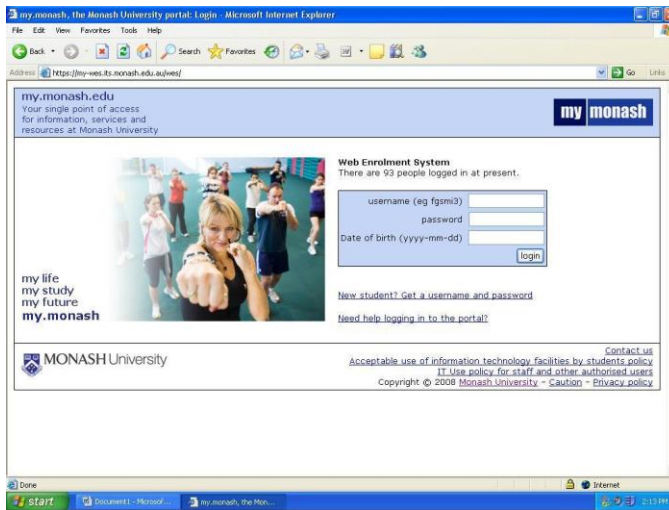 my.monash, the Monash University portal: Login - Microsoft Internet Explorer
File Edit View Favorites Tools Help
Back Search Favorites
Address https://my-wes.its.monash.edu.au/wes/ Go Links
my.monash.edu
Your single point of access
for information, services and
resources at Monash University
my monash
Web Enrolment System
There are 93 people logged in at present.
username (eg fgsmi3)
password
Date of birth (yyyy-mm-dd)
login
my life
my study
my future
my.monash
New student? Get a username and password
Need help logging in to the portal?
MONASH University
Contact us
Acceptable use of information technology facilities by students policy
IT Use policy for staff and other authorised users
Copyright © 2008 Monash University - Caution - Privacy policy
Done Internet
start Document1 - Microsof... my.monash, the Mon... 2:13 PM